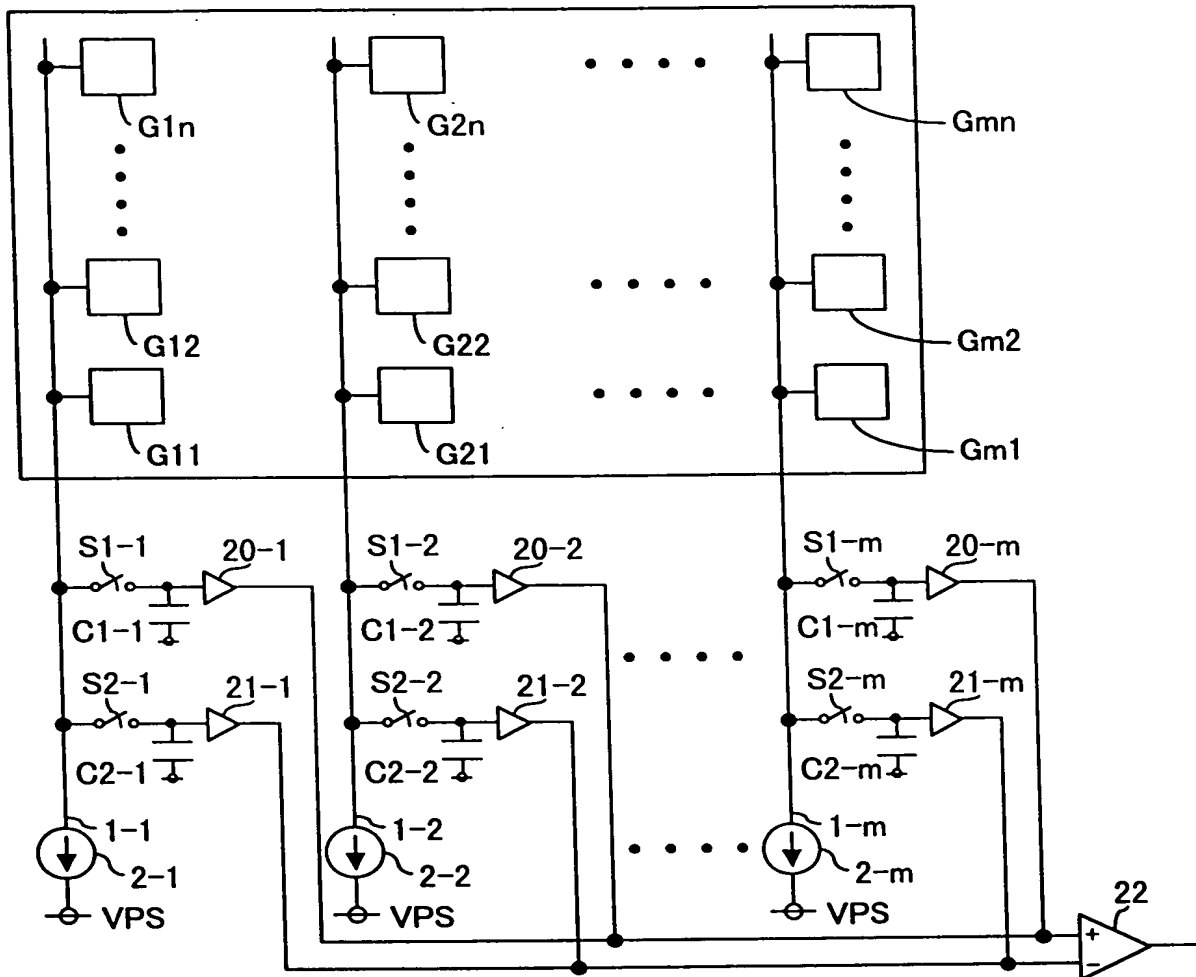 G1n
G2n
Gmn
G12
G22
Gm2
G11
G21
Gm1
S1-1
20-1
S1-2
20-2
S1-m
20-m
C1-1
C1-2
C1-m
S2-1
21-1
S2-2
21-2
S2-m
21-m
C2-1
C2-2
C2-m
1-1
1-2
1-m
2-1
2-2
2-m
VPS
VPS
VPS
22
+
−